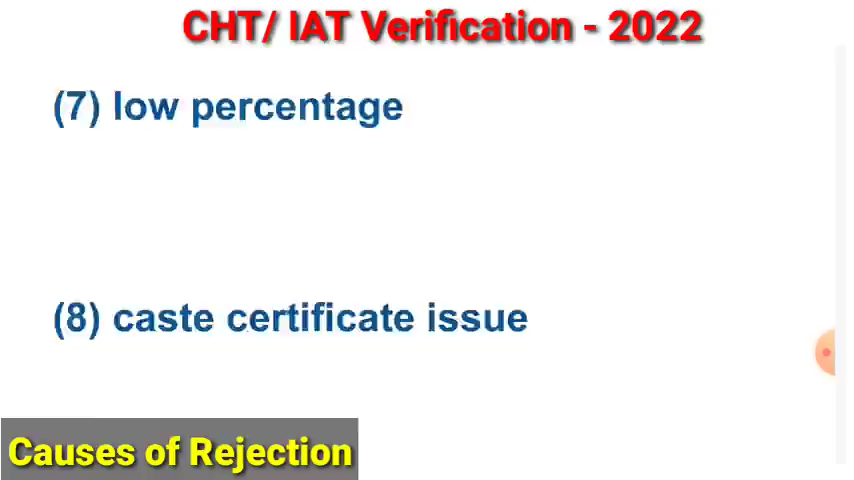 CHT/ IAT Verification - 2022
(7) low percentage
(8) caste certificate issue
Causes of Rejection